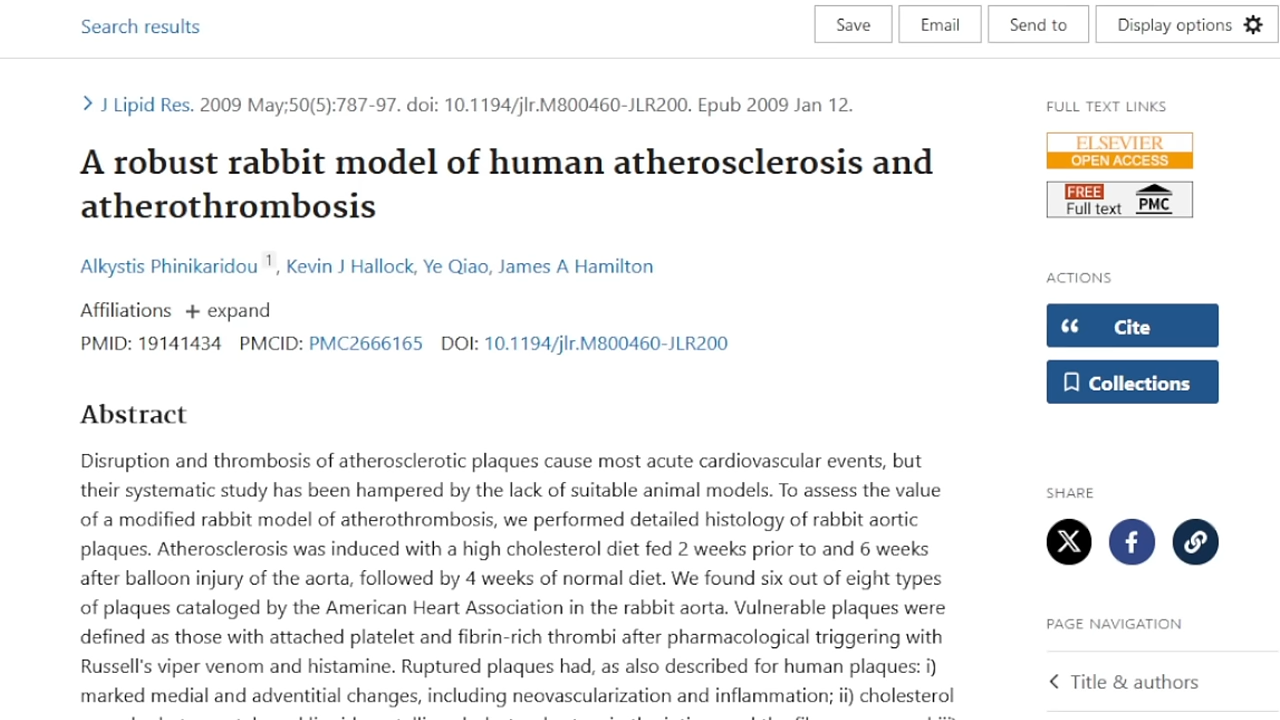 Search results
Save Email Send to Display options
J Lipid Res. 2009 May;50(5):787-97. doi: 10.1194/jlr.M800460-JLR200. Epub 2009 Jan 12.
A robust rabbit model of human atherosclerosis and
atherothrombosis
Alkystis Phinikaridou 1, Kevin J Hallock, Ye Qiao, James A Hamilton
Affiliations + expand
PMID: 19141434 PMCID: PMC2666165 DOI: 10.1194/jlr.M800460-JLR200
Abstract
Disruption and thrombosis of atherosclerotic plaques cause most acute cardiovascular events, but
their systematic study has been hampered by the lack of suitable animal models. To assess the value
of a modified rabbit model of atherothrombosis, we performed detailed histology of rabbit aortic
plaques. Atherosclerosis was induced with a high cholesterol diet fed 2 weeks prior to and 6 weeks
after balloon injury of the aorta, followed by 4 weeks of normal diet. We found six out of eight types
of plaques cataloged by the American Heart Association in the rabbit aorta. Vulnerable plaques were
defined as those with attached platelet and fibrin-rich thrombi after pharmacological triggering with
Russell's viper venom and histamine. Ruptured plaques had, as also described for human plaques: i)
marked medial and adventitial changes, including neovascularization and inflammation; ii) cholesterol
FULL TEXT LINKS
ELSEVIER
OPEN ACCESS
FREE
Full text PMC
ACTIONS
Cite
Collections
SHARE
PAGE NAVIGATION
Title & authors